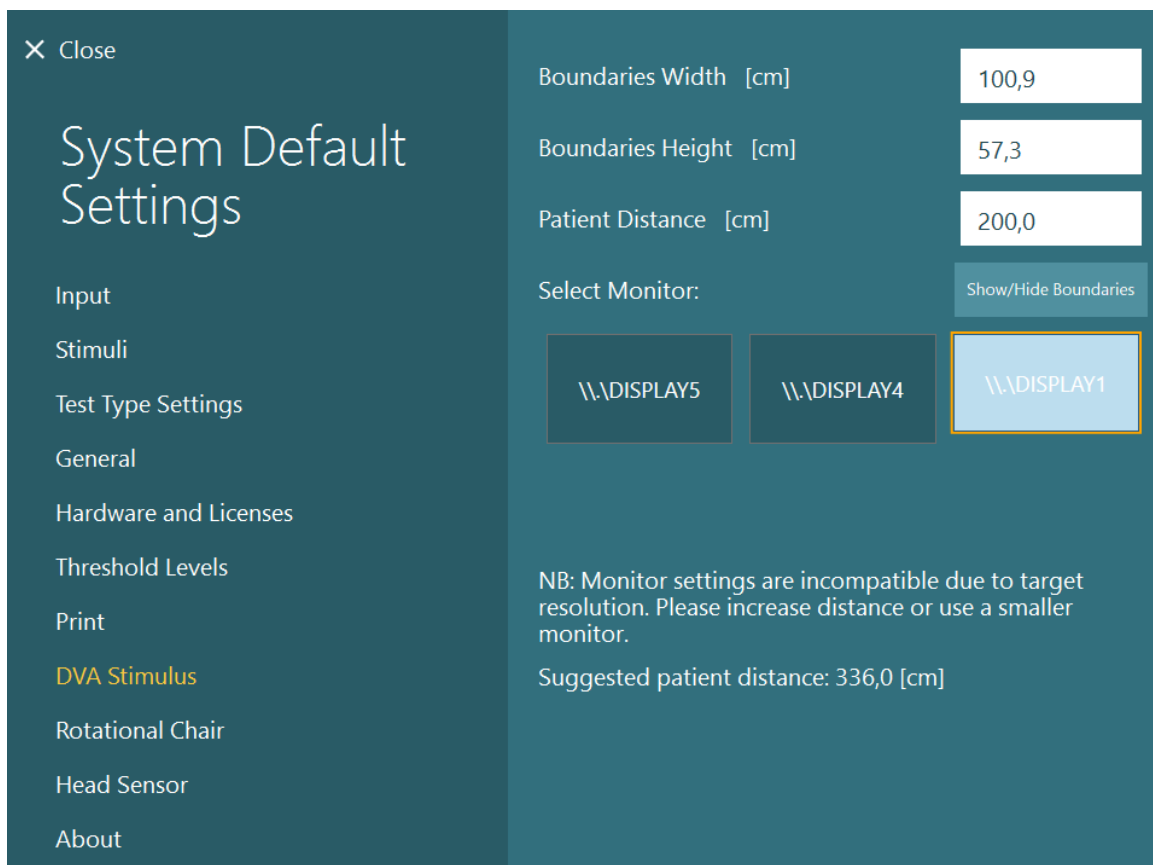 ✕ Close
System Default
Settings
Input
Stimuli
Test Type Settings
General
Hardware and Licenses
Threshold Levels
Print
DVA Stimulus
Rotational Chair
Head Sensor
About
Boundaries Width [cm] 100,9
Boundaries Height [cm] 57,3
Patient Distance [cm] 200,0
Select Monitor: Show/Hide Boundaries
\\.\DISPLAY5 \\.\DISPLAY4 \\.\DISPLAY1
NB: Monitor settings are incompatible due to target
resolution. Please increase distance or use a smaller
monitor.
Suggested patient distance: 336,0 [cm]